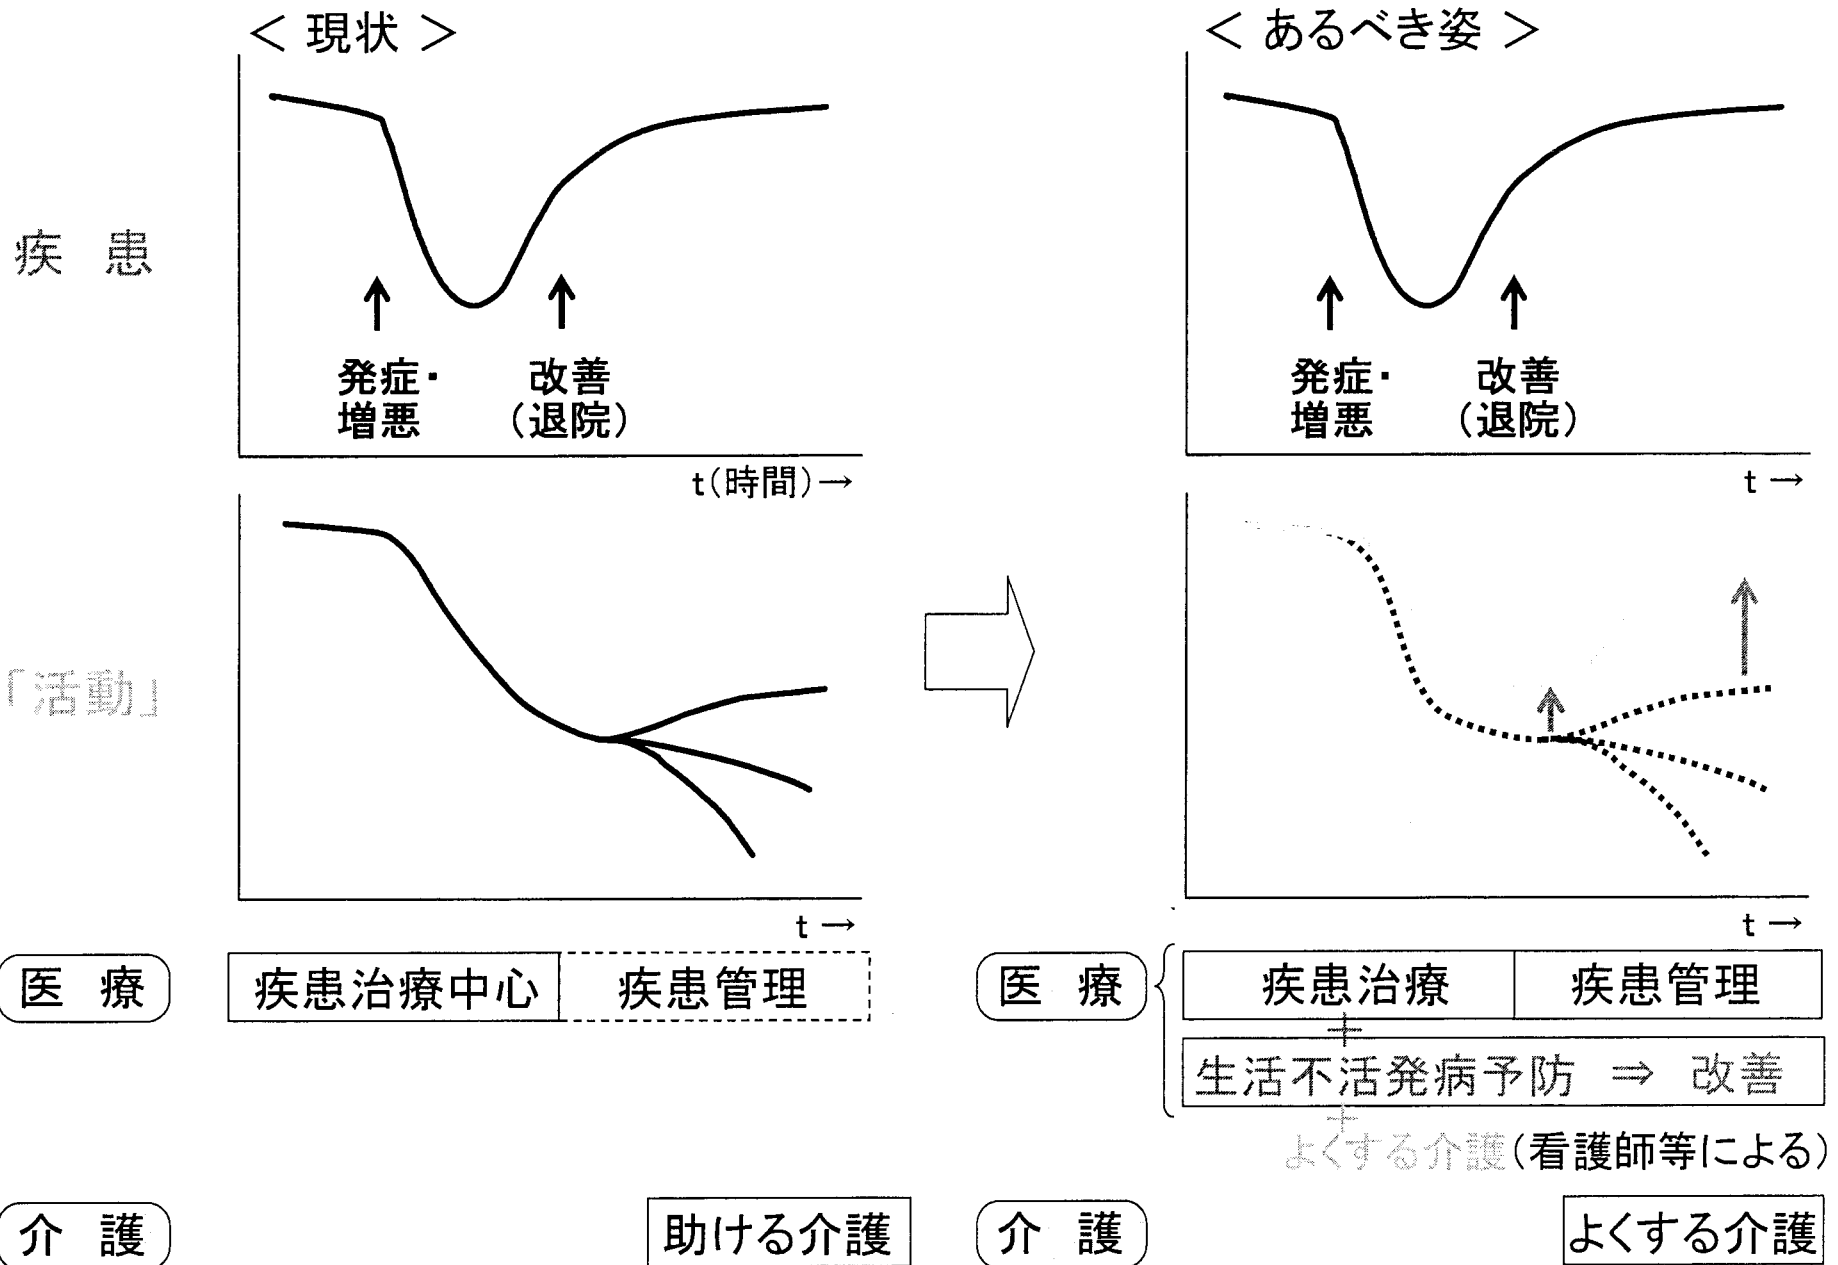 ＜ 現状 ＞
＜ あるべき姿 ＞
疾 患
発症・
増悪
改善
（退院）
t（時間）→
発症・
増悪
改善
（退院）
t →
「活動」
t →
t →
医 療
疾患治療中心
疾患管理
医 療
疾患治療
疾患管理
＋
生活不活発病予防 ⇒ 改善
＋
よくする介護（看護師等による）
介 護
助ける介護
介 護
よくする介護